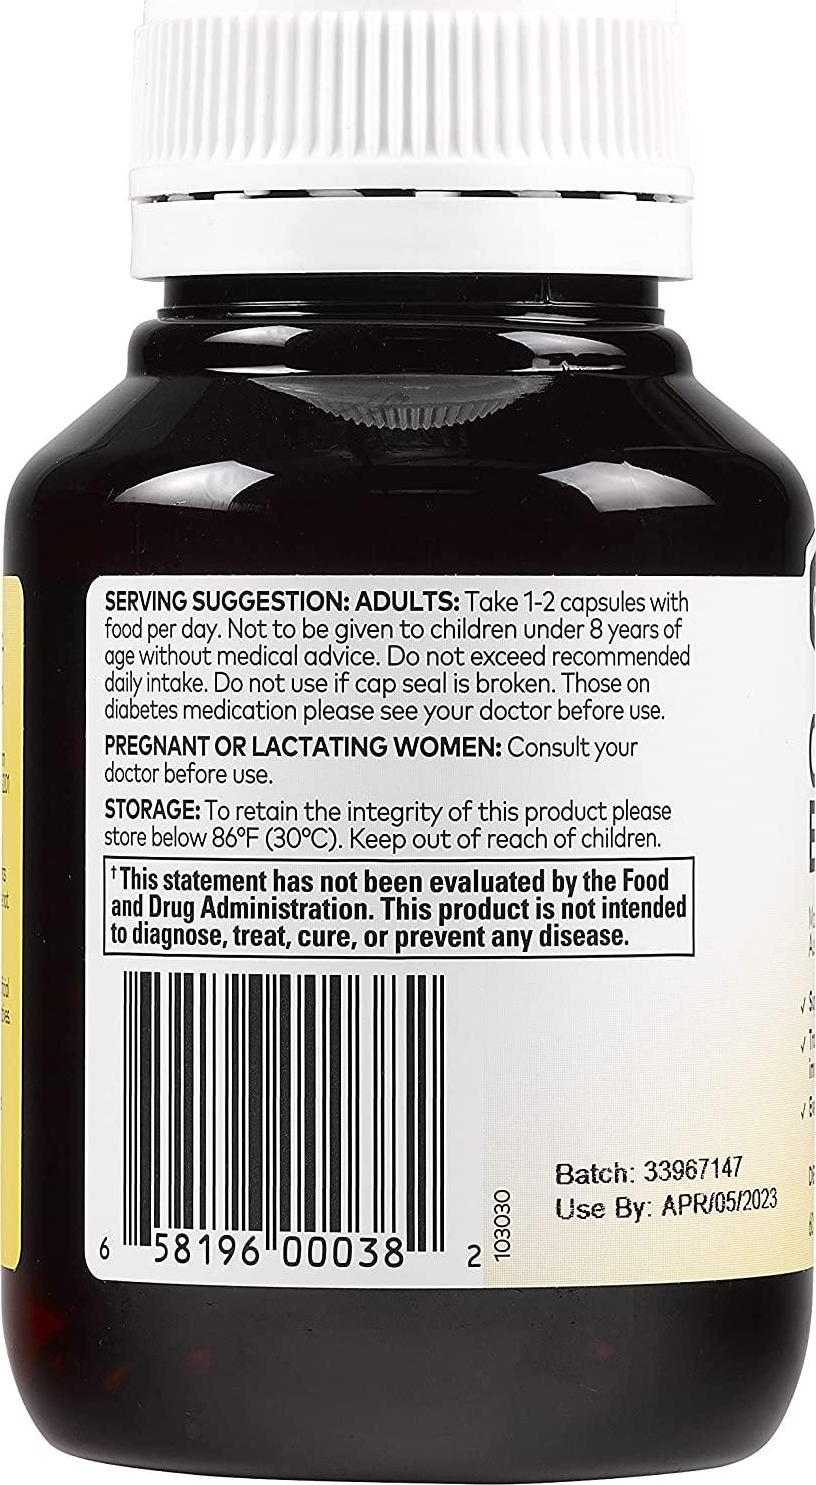 SERVING SUGGESTION: ADULTS: Take 1-2 capsules with
food per day. Not to be given to children under 8 years of
age without medical advice. Do not exceed recommended
daily intake. Do not use if cap seal is broken. Those on
diabetes medication please see your doctor before use.
PREGNANT OR LACTATING WOMEN: Consult your
doctor before use.
STORAGE: To retain the integrity of this product please
store below 86°F (30°C). Keep out of reach of children.
†This statement has not been evaluated by the Food
and Drug Administration. This product is not intended
to diagnose, treat, cure, or prevent any disease.
6 58196 00038 2
103030
Batch: 33967147
Use By: APR/05/2023